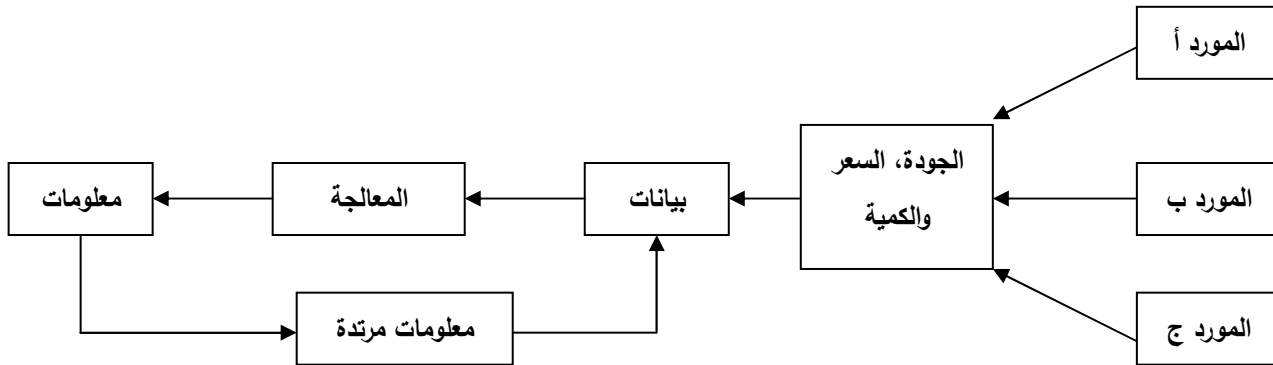 المورد أ
الجودة، السعر
والكمية
المورد ب
بيانات
المعالجة
معلومات
معلومات مرتدة
المورد ج